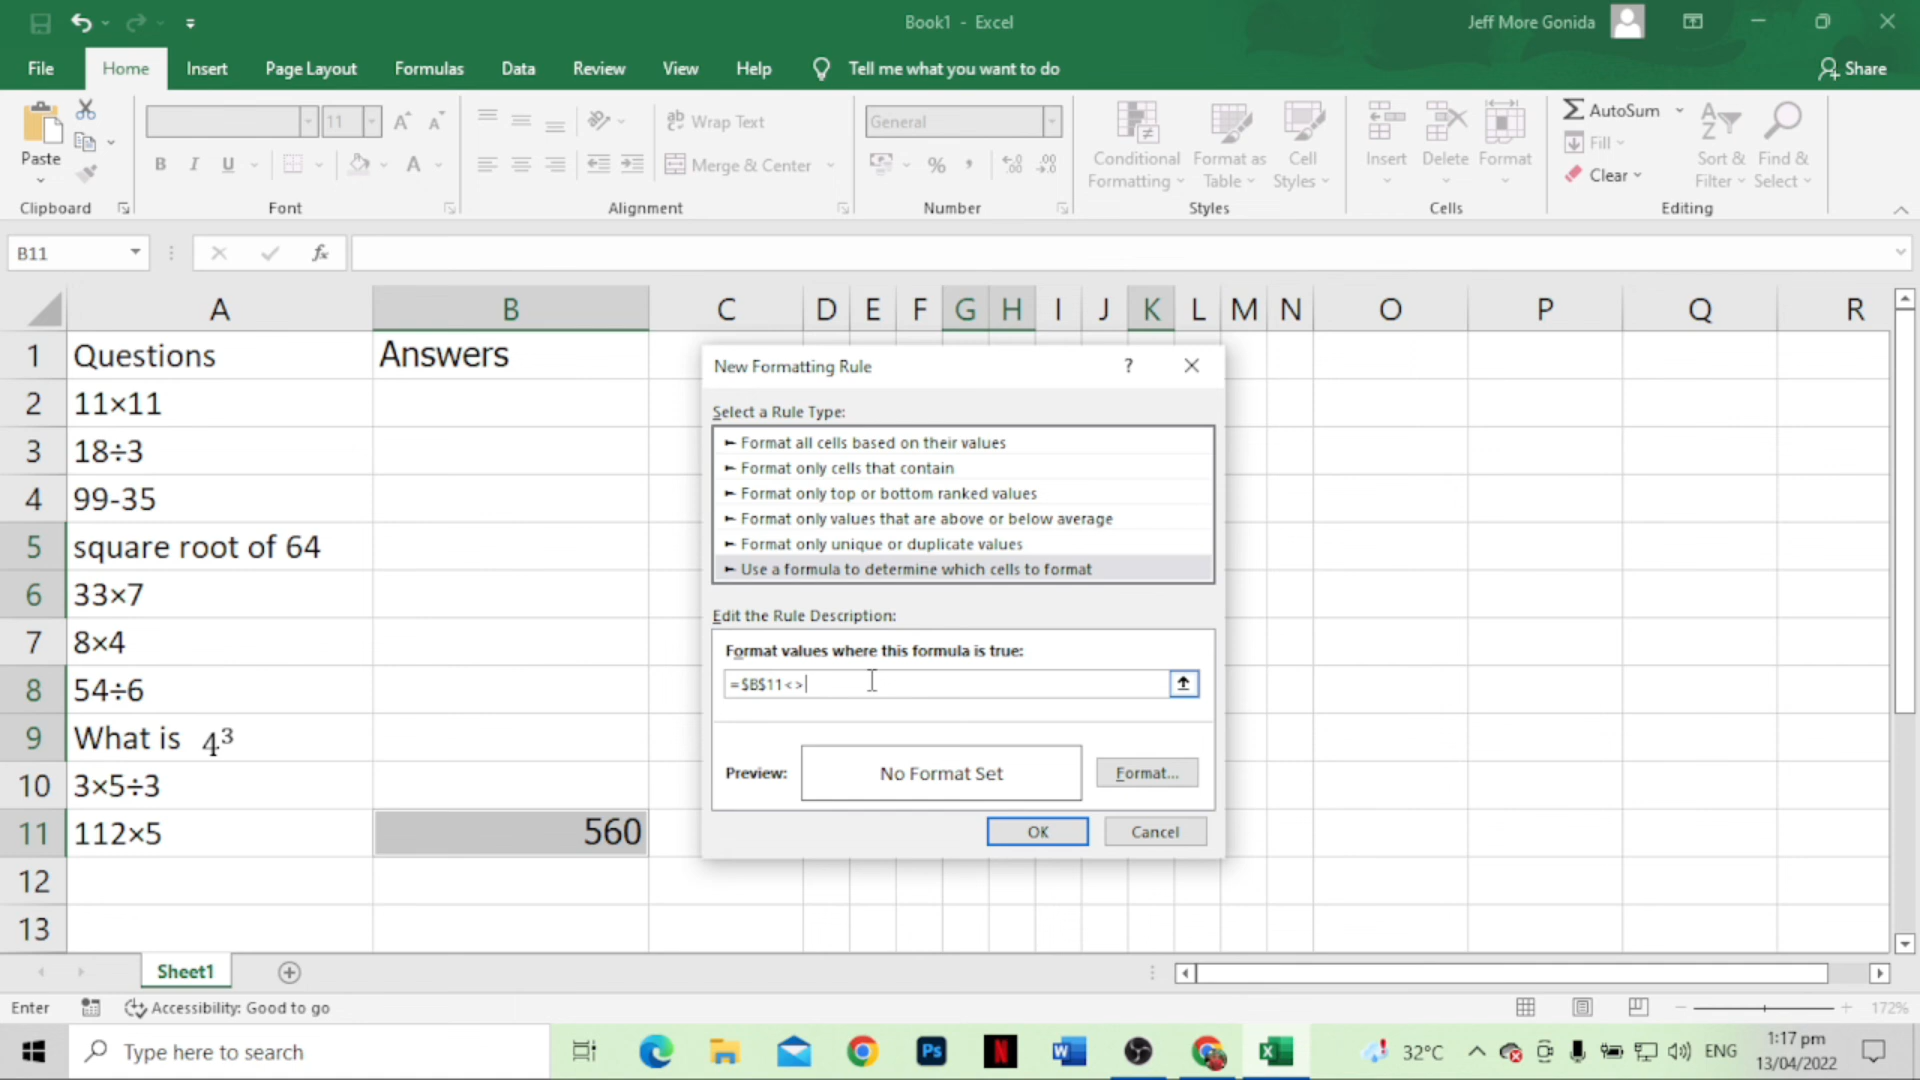 Book1 - Excel
Jeff More Gonida
File Home Insert Page Layout Formulas Data Review View Help Tell me what you want to do Share
Paste
Clipboard
11
B I U A
Font
Wrap Text
Merge & Center
Alignment
General
%
Number
Conditional Formatting
Format as Table
Cell Styles
Styles
Insert Delete Format
Cells
AutoSum
Fill
Clear
Sort & Filter
Find & Select
Editing
B11
fx
A B C D E F G H I J K L M N O P Q R
1 Questions Answers
2 11×11
3 18÷3
4 99-35
5 square root of 64
6 33×7
7 8×4
8 54÷6
9 What is 4³
10 3×5÷3
11 112×5 560
12
13
New Formatting Rule ?
Select a Rule Type:
► Format all cells based on their values
► Format only cells that contain
► Format only top or bottom ranked values
► Format only values that are above or below average
► Format only unique or duplicate values
► Use a formula to determine which cells to format
Edit the Rule Description:
Format values where this formula is true:
=$B$11<>
Preview: No Format Set Format...
OK Cancel
Sheet1
Enter Accessibility: Good to go 172%
Type here to search
Ps
N
W
X
32°C
ENG
1:17 pm
13/04/2022